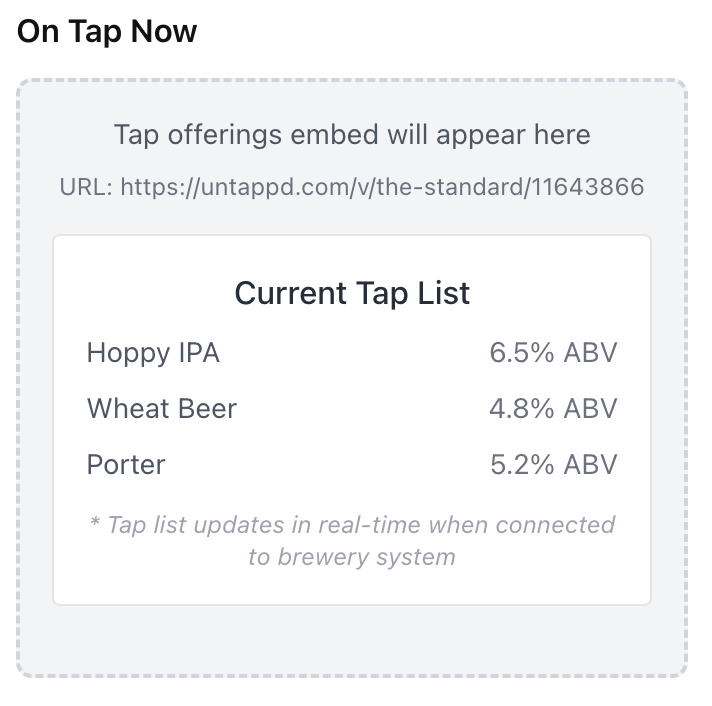 On Tap Now
Tap offerings embed will appear here
URL: https://untappd.com/v/the-standard/11643866
Current Tap List
Hoppy IPA 6.5% ABV
Wheat Beer 4.8% ABV
Porter 5.2% ABV
* Tap list updates in real-time when connected
to brewery system